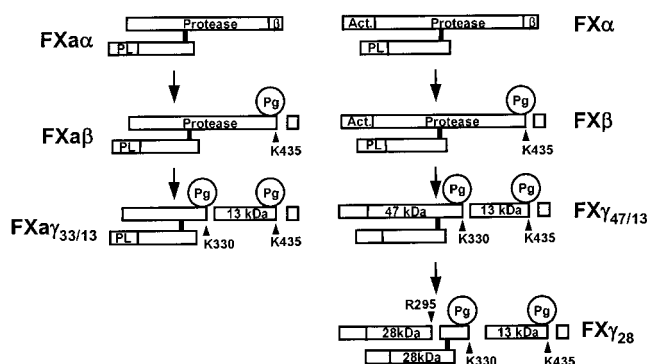 Protease β Act. Protease β
FXaα FXα
PL PL
Pg Pg
Act. Protease
FXaβ Protease FXβ
PL K435 PL K435
Pg Pg Pg Pg
13 kDa 47 kDa 13 kDa
FXaγ33/13 FXγ47/13
PL K330 K435 K330 K435
R295 Pg Pg
28kDa 13 kDa FXγ28
28kDa K330 K435